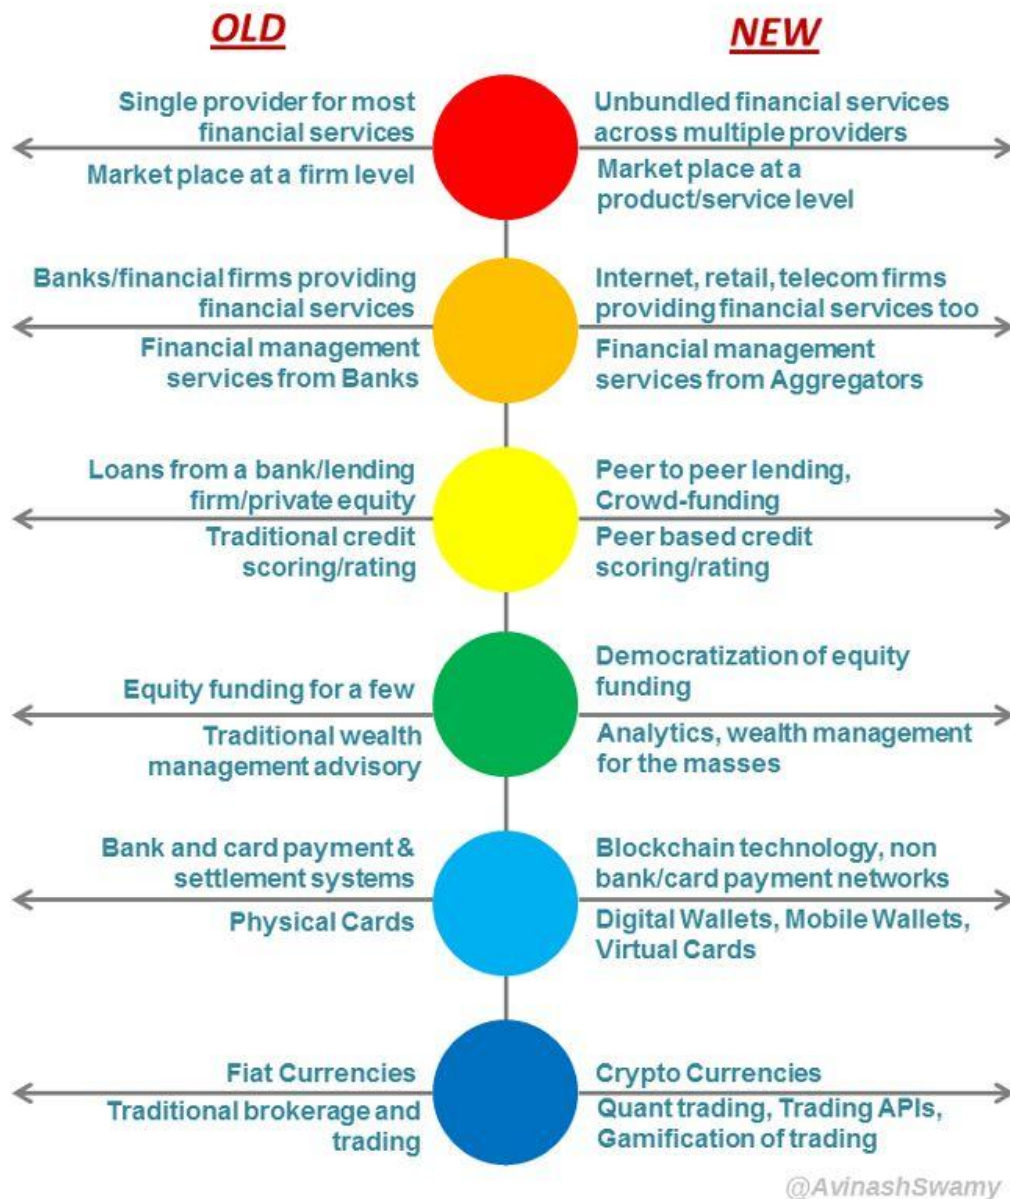 OLD
NEW
Single provider for most
financial services
Market place at a firm level
Unbundled financial services
across multiple providers
Market place at a
product/service level
Banks/financial firms providing
financial services
Financial management
services from Banks
Internet, retail, telecom firms
providing financial services too
Financial management
services from Aggregators
Loans from a bank/lending
firm/private equity
Traditional credit
scoring/rating
Peer to peer lending,
Crowd-funding
Peer based credit
scoring/rating
Equity funding for a few
Traditional wealth
management advisory
Democratization of equity
funding
Analytics, wealth management
for the masses
Bank and card payment &
settlement systems
Physical Cards
Blockchain technology, non
bank/card payment networks
Digital Wallets, Mobile Wallets,
Virtual Cards
Fiat Currencies
Traditional brokerage and
trading
Crypto Currencies
Quant trading, Trading APIs,
Gamification of trading
@AvinashSwamy